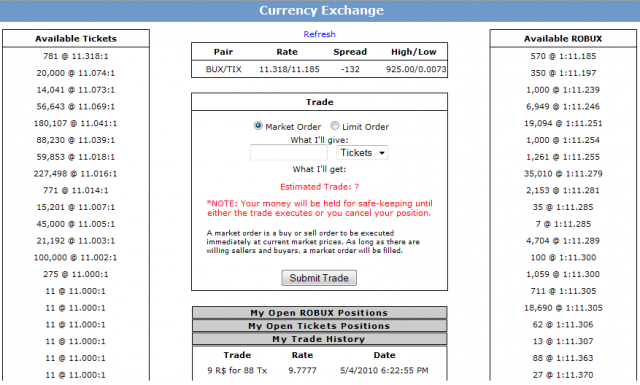 Currency Exchange
Available Tickets
781 @ 11.318:1
20,000 @ 11.074:1
14,041 @ 11.073:1
56,643 @ 11.069:1
180,107 @ 11.041:1
88,230 @ 11.039:1
59,853 @ 11.018:1
227,498 @ 11.016:1
771 @ 11.014:1
15,201 @ 11.007:1
45,000 @ 11.005:1
21,192 @ 11.003:1
100,000 @ 11.002:1
275 @ 11.000:1
11 @ 11.000:1
11 @ 11.000:1
11 @ 11.000:1
11 @ 11.000:1
11 @ 11.000:1
Refresh
Pair Rate Spread High/Low
BUX/TIX 11.318/11.185 -132 925.00/0.0073
Trade
Market Order Limit Order
What I'll give:
Tickets
What I'll get:
Estimated Trade: ?
*NOTE: Your money will be held for safe-keeping until
either the trade executes or you cancel your position.
A market order is a buy or sell order to be executed
immediately at current market prices. As long as there are
willing sellers and buyers, a market order will be filled.
Submit Trade
My Open ROBUX Positions
My Open Tickets Positions
My Trade History
Trade Rate Date
9 R$ for 88 Tx 9.7777 5/4/2010 6:22:55 PM
Available ROBUX
570 @ 1:11.185
350 @ 1:11.197
1,000 @ 1:11.239
6,949 @ 1:11.246
19,094 @ 1:11.251
1,000 @ 1:11.254
1,261 @ 1:11.255
35,010 @ 1:11.279
2,153 @ 1:11.281
35 @ 1:11.285
7 @ 1:11.285
4,704 @ 1:11.289
100 @ 1:11.300
1,059 @ 1:11.300
711 @ 1:11.305
18,690 @ 1:11.305
62 @ 1:11.306
13 @ 1:11.307
88 @ 1:11.363
27 @ 1:11.370